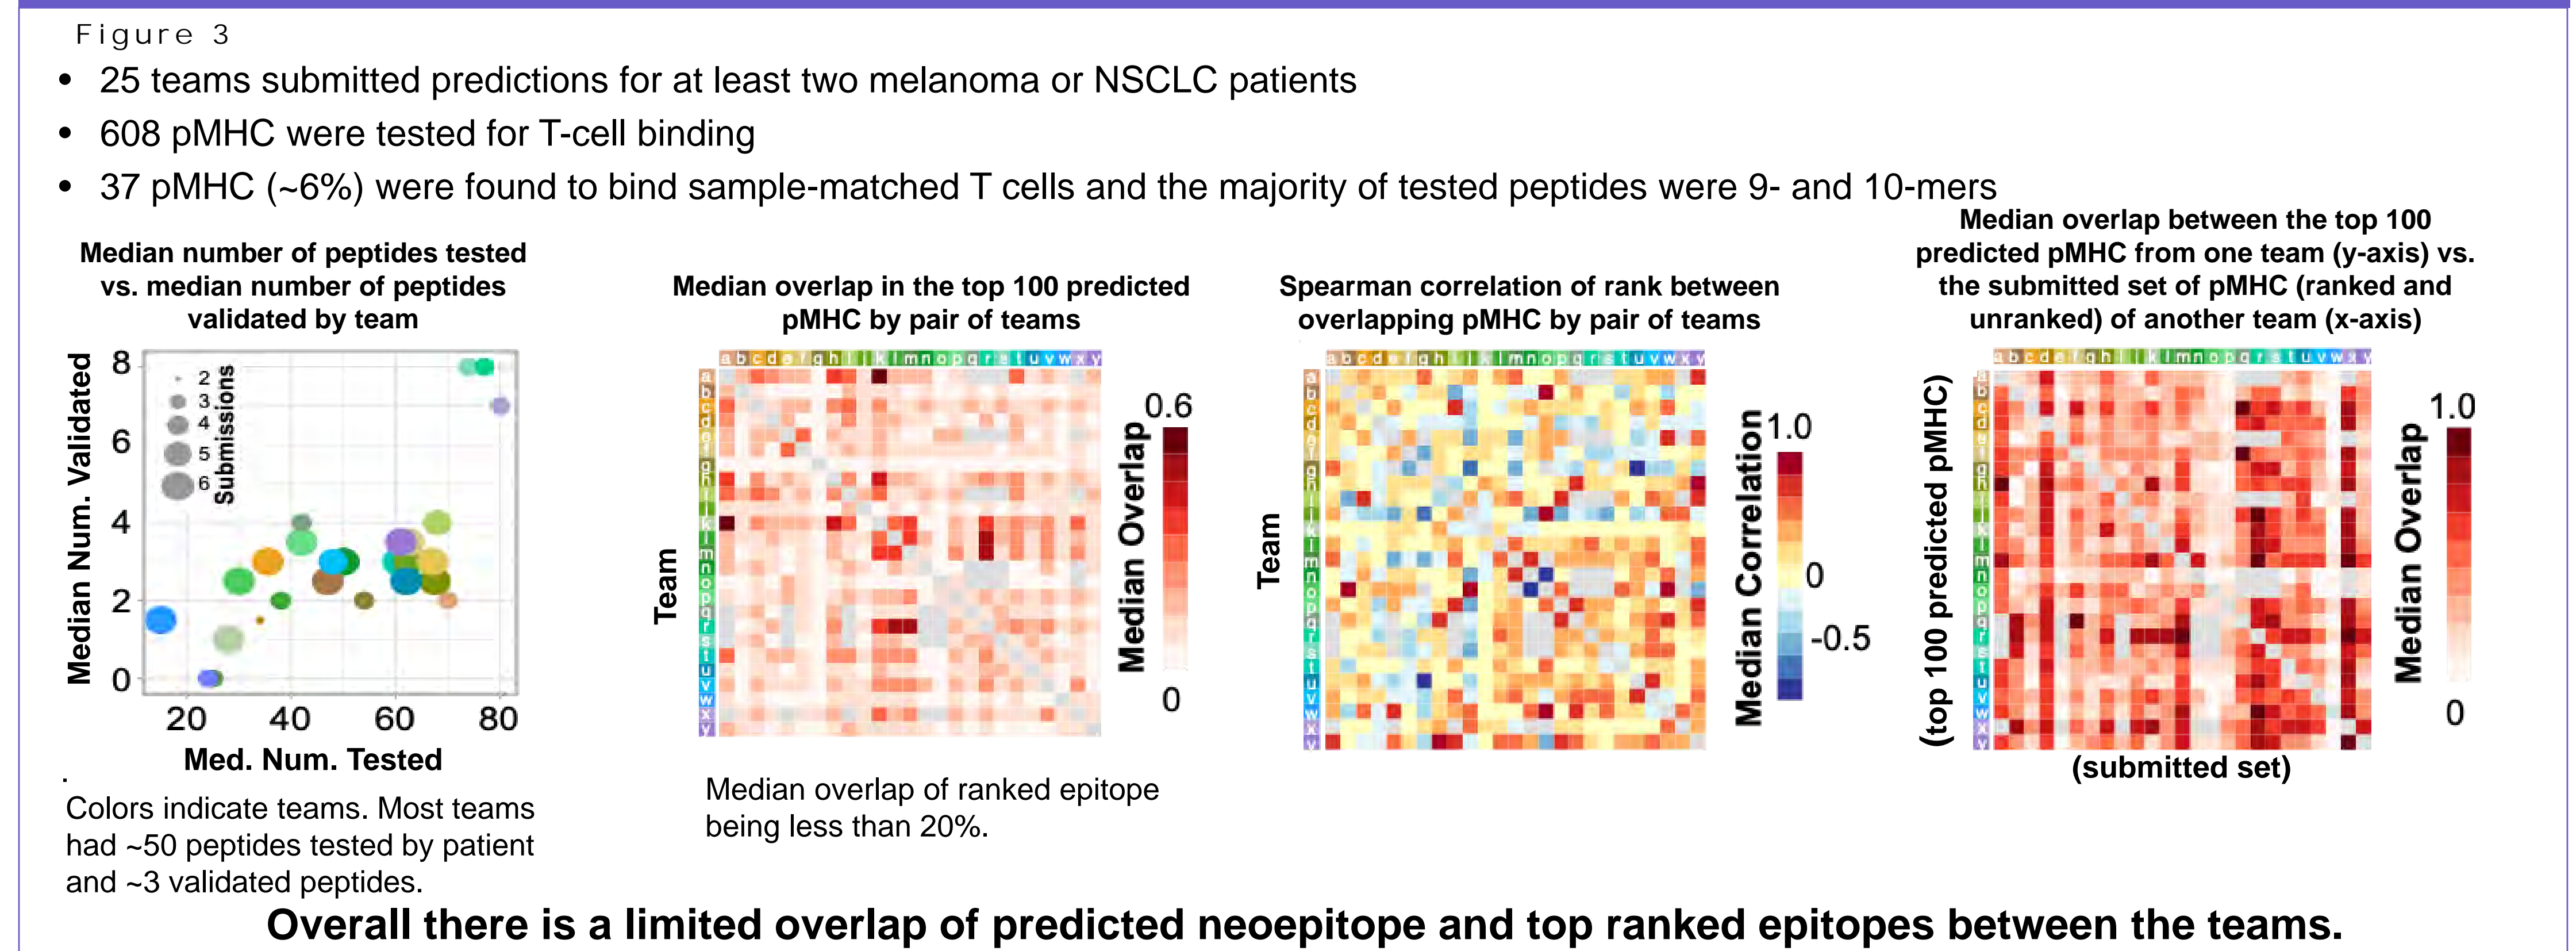 Figure 3
• 25 teams submitted predictions for at least two melanoma or NSCLC patients
• 608 pMHC were tested for T-cell binding
• 37 pMHC (~6%) were found to bind sample-matched T cells and the majority of tested peptides were 9- and 10-mers
Median number of peptides tested
vs. median number of peptides
validated by team
Median Num. Validated
8
6
4
2
0
2
3
4
5
6
Submissions
20 40 60 80
Med. Num. Tested
.
Colors indicate teams. Most teams
had ~50 peptides tested by patient
and ~3 validated peptides.
Median overlap in the top 100 predicted
pMHC by pair of teams
Team
0.6
Median Overlap
0
Median overlap of ranked epitope
being less than 20%.
Spearman correlation of rank between
overlapping pMHC by pair of teams
Team
Median Correlation
1.0
0
-0.5
Median overlap between the top 100
predicted pMHC from one team (y-axis) vs.
the submitted set of pMHC (ranked and
unranked) of another team (x-axis)
(top 100 predicted pMHC)
(submitted set)
1.0
Median Overlap
0
Overall there is a limited overlap of predicted neoepitope and top ranked epitopes between the teams.